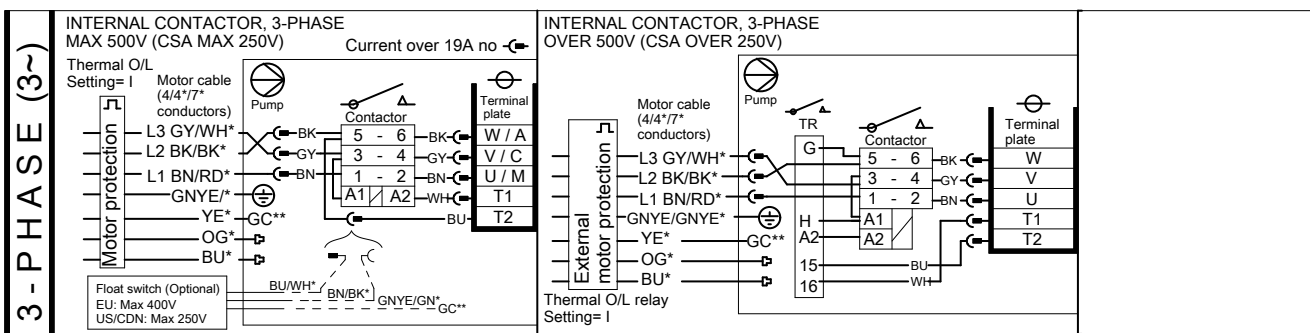 3-PHASE (3~)
INTERNAL CONTACTOR, 3-PHASE
MAX 500V (CSA MAX 250V)
Current over 19A no
Thermal O/L
Setting= I
Motor cable
(4/4*/7*
conductors)
Pump
Contactor
Terminal
plate
Motor protection
L3 GY/WH*
BK
5 - 6
BK
W / A
L2 BK/BK*
GY
3 - 4
GY
V / C
L1 BN/RD*
BN
1 - 2
BN
U / M
GNYE/*
A1
A2
WH
T1
YE*
GC**
BU
T2
OG*
BU*
Float switch (Optional)
EU: Max 400V
US/CDN: Max 250V
BU/WH*
BN/BK*
GNYE/GN*
GC**
INTERNAL CONTACTOR, 3-PHASE
OVER 500V (CSA OVER 250V)
Motor cable
(4/4*/7*
conductors)
Pump
TR
Contactor
Terminal
plate
External
motor protection
L3 GY/WH*
G
5 - 6
BK
W
L2 BK/BK*
3 - 4
GY
V
L1 BN/RD*
1 - 2
BN
U
GNYE/GNYE*
H
A1
T1
YE*
GC**
A2
A2
T2
OG*
15
BU
BU*
16
WH
Thermal O/L relay
Setting= I